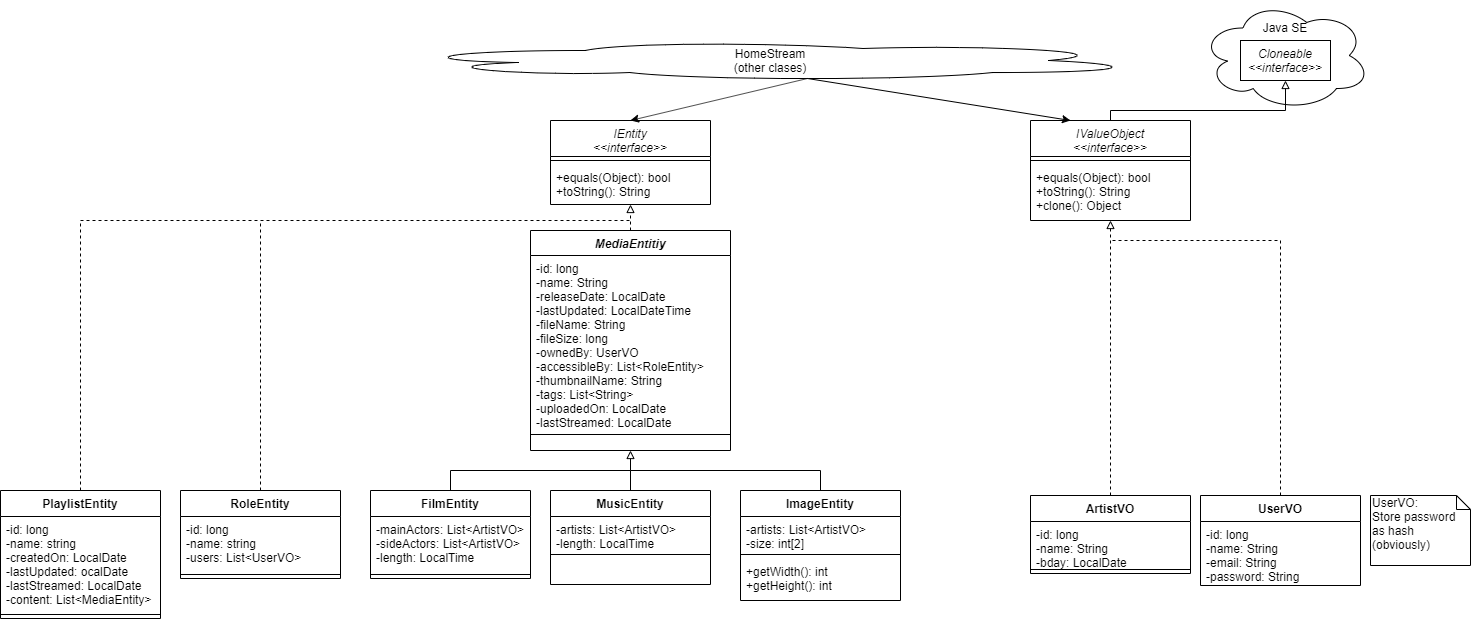 Java SE
Cloneable
<<interface>>
HomeStream
(other clases)
IEntity
<<interface>>
+equals(Object): bool
+toString(): String
IValueObject
<<interface>>
+equals(Object): bool
+toString(): String
+clone(): Object
MediaEntitiy
-id: long
-name: String
-releaseDate: LocalDate
-lastUpdated: LocalDateTime
-fileName: String
-fileSize: long
-ownedBy: UserVO
-accessibleBy: List<RoleEntity>
-thumbnailName: String
-tags: List<String>
-uploadedOn: LocalDate
-lastStreamed: LocalDate
PlaylistEntity
-id: long
-name: string
-createdOn: LocalDate
-lastUpdated: ocalDate
-lastStreamed: LocalDate
-content: List<MediaEntity>
RoleEntity
-id: long
-name: string
-users: List<UserVO>
FilmEntity
-mainActors: List<ArtistVO>
-sideActors: List<ArtistVO>
-length: LocalTime
MusicEntity
-artists: List<ArtistVO>
-length: LocalTime
ImageEntity
-artists: List<ArtistVO>
-size: int[2]
+getWidth(): int
+getHeight(): int
ArtistVO
-id: long
-name: String
-bday: LocalDate
UserVO
-id: long
-name: String
-email: String
-password: String
UserVO:
Store password
as hash
(obviously)